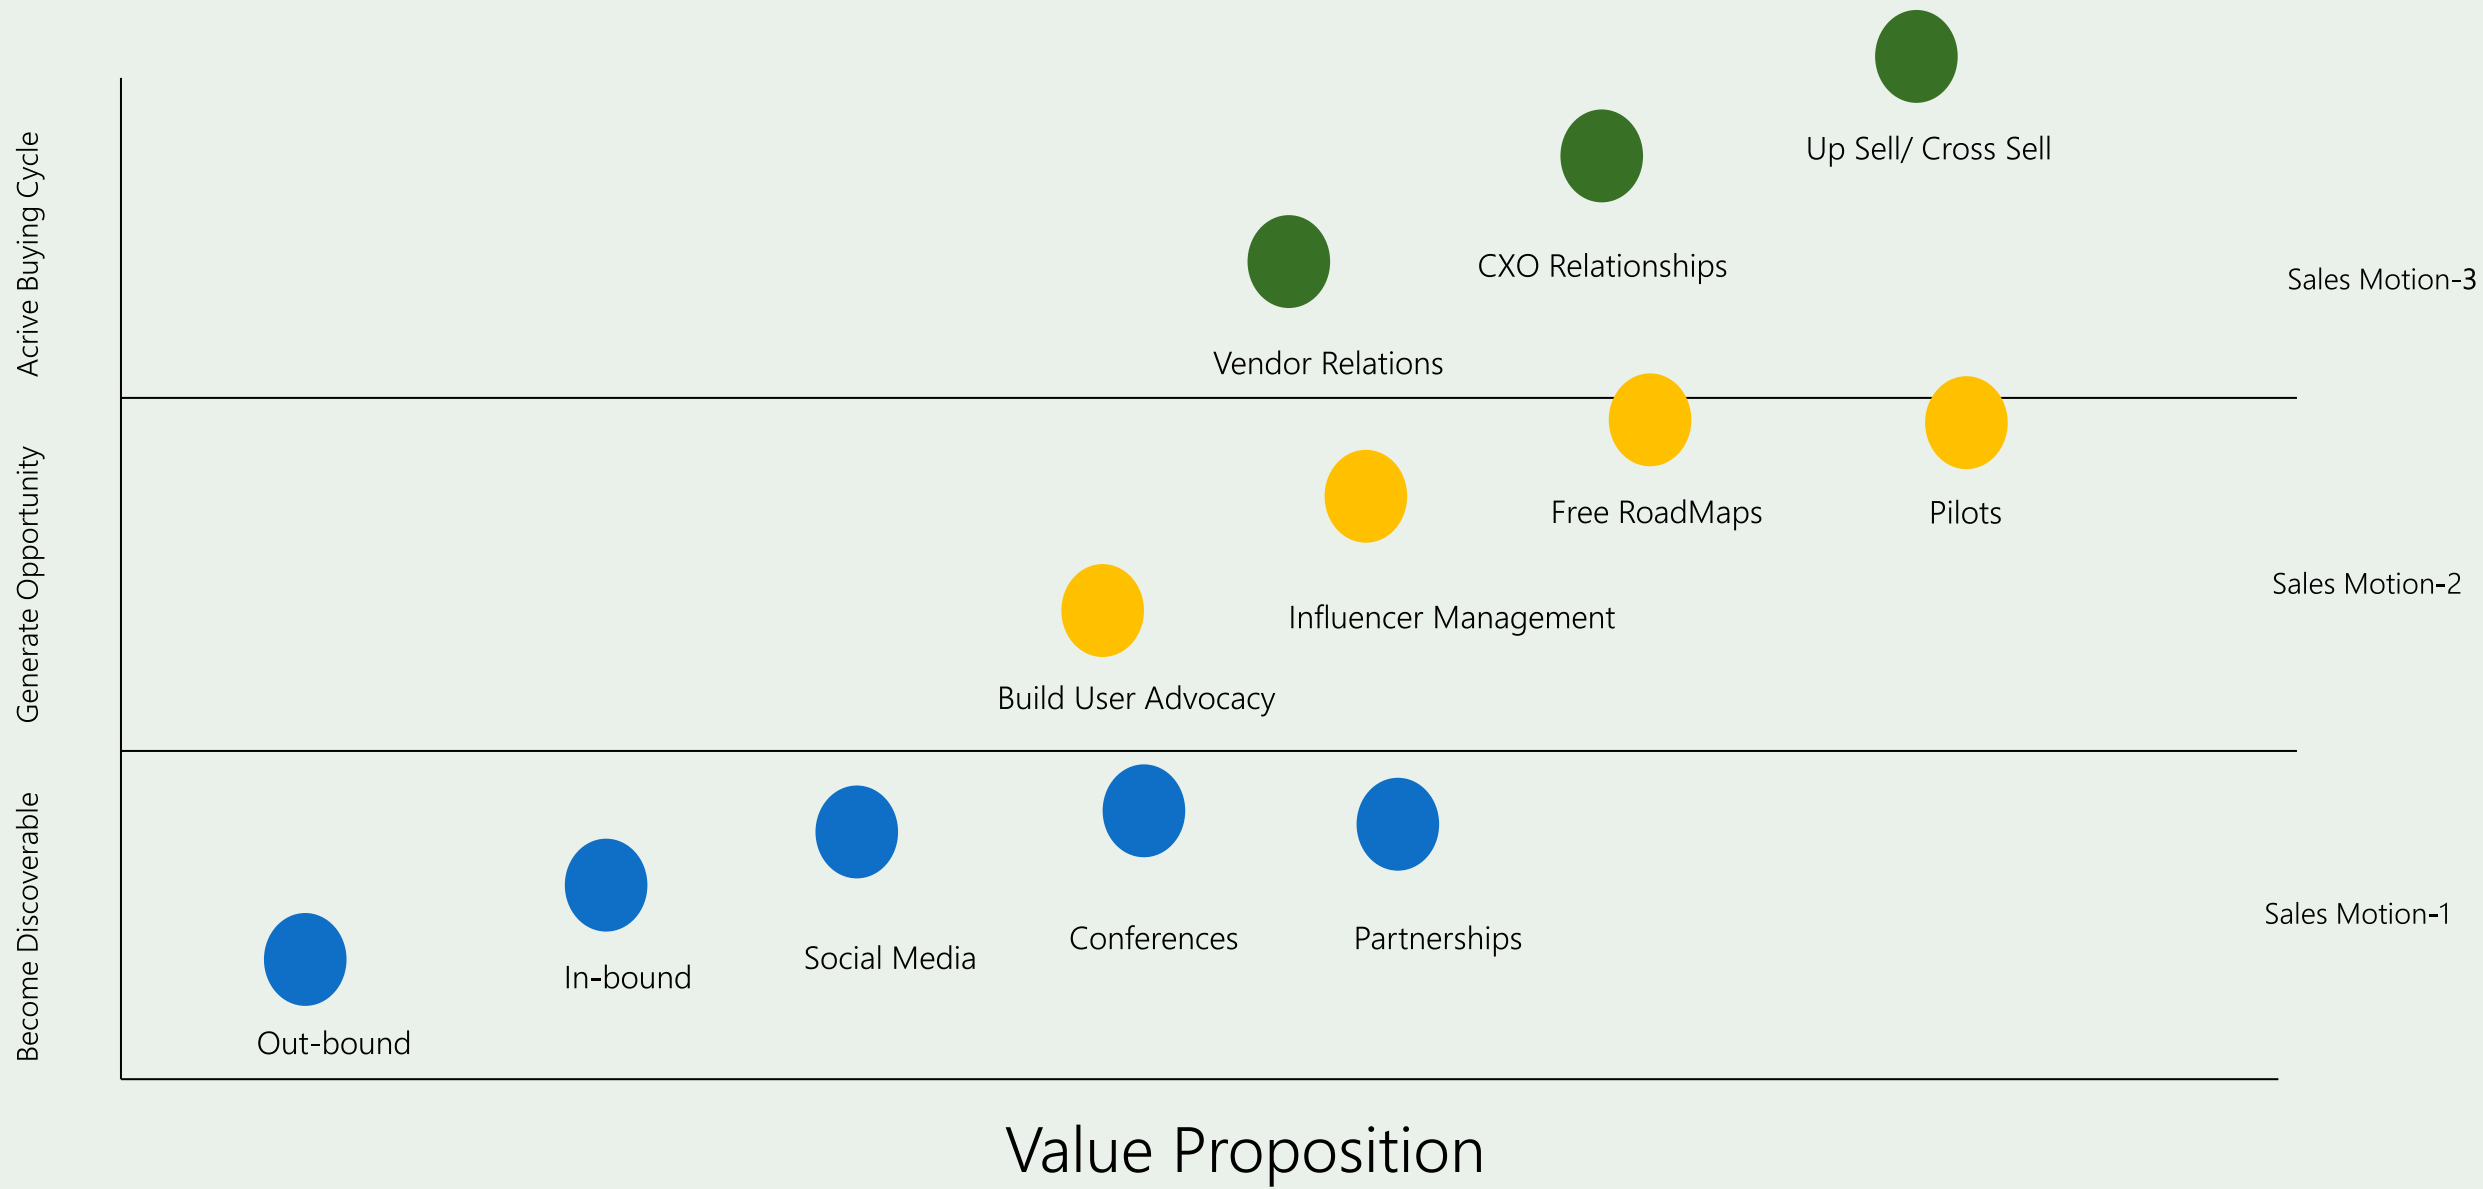 Up Sell/ Cross Sell
CXO Relationships
Sales Motion-3
Vendor Relations
Acrive Buying Cycle
Free RoadMaps
Pilots
Sales Motion-2
Influencer Management
Build User Advocacy
Generate Opportunity
Sales Motion-1
Conferences
Partnerships
Social Media
In-bound
Out-bound
Become Discoverable
Value Proposition